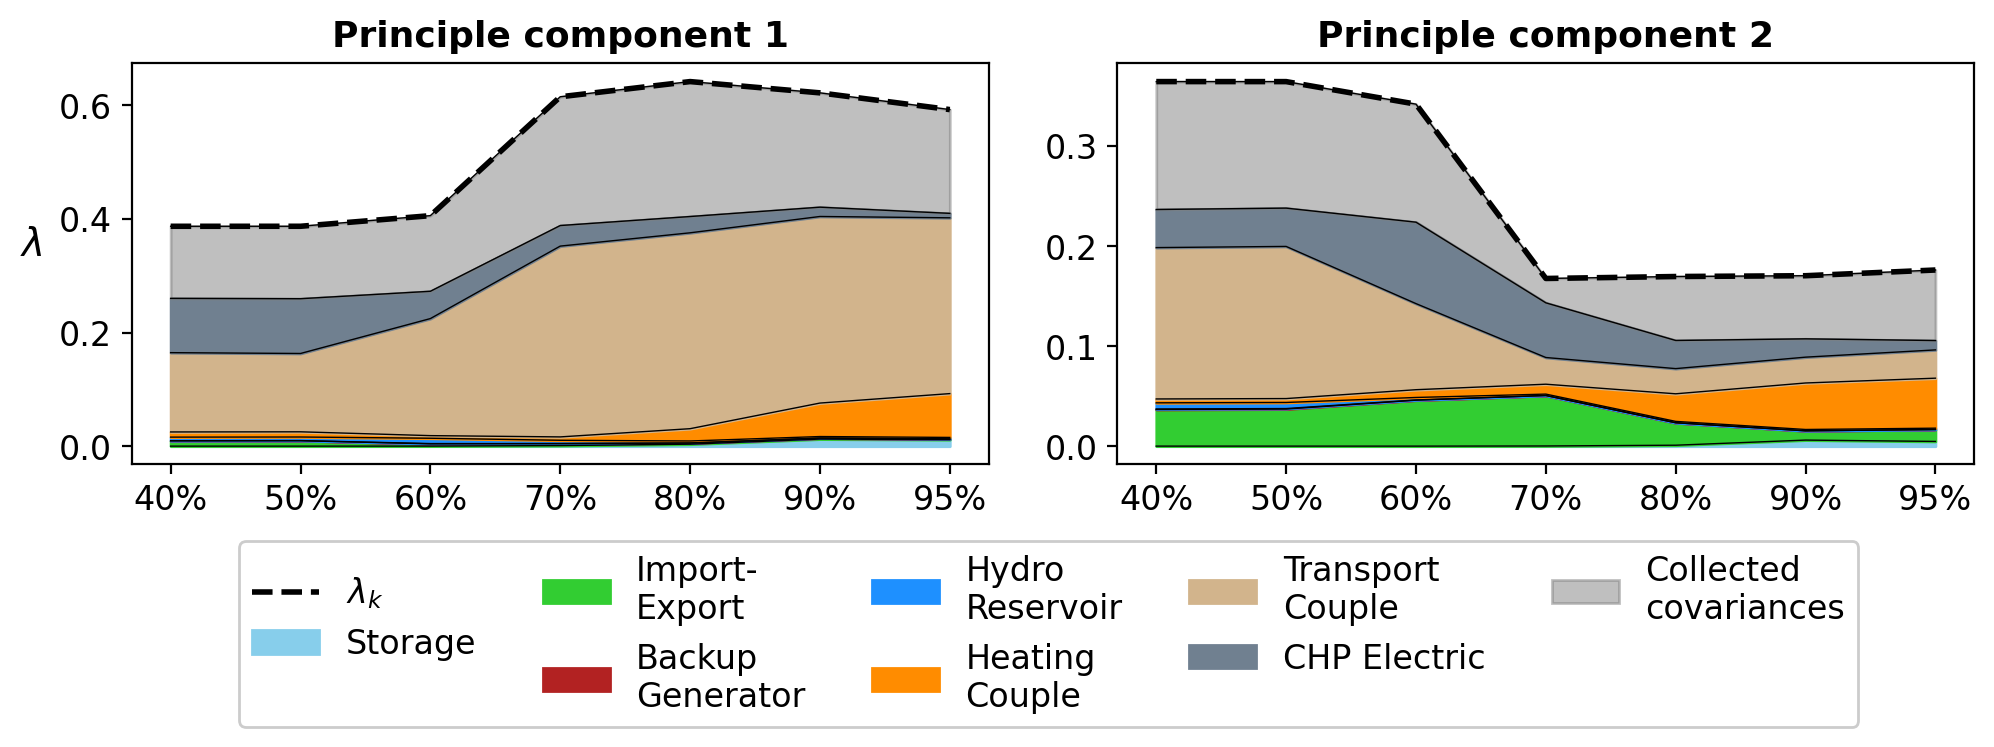 Principle component 1
Principle component 2
λ
0.6
0.4
0.2
0.0
40% 50% 60% 70% 80% 90% 95%
0.3
0.2
0.1
0.0
40% 50% 60% 70% 80% 90% 95%
λₖ
Storage
Import-
Export
Backup
Generator
Hydro
Reservoir
Heating
Couple
Transport
Couple
CHP Electric
Collected
covariances